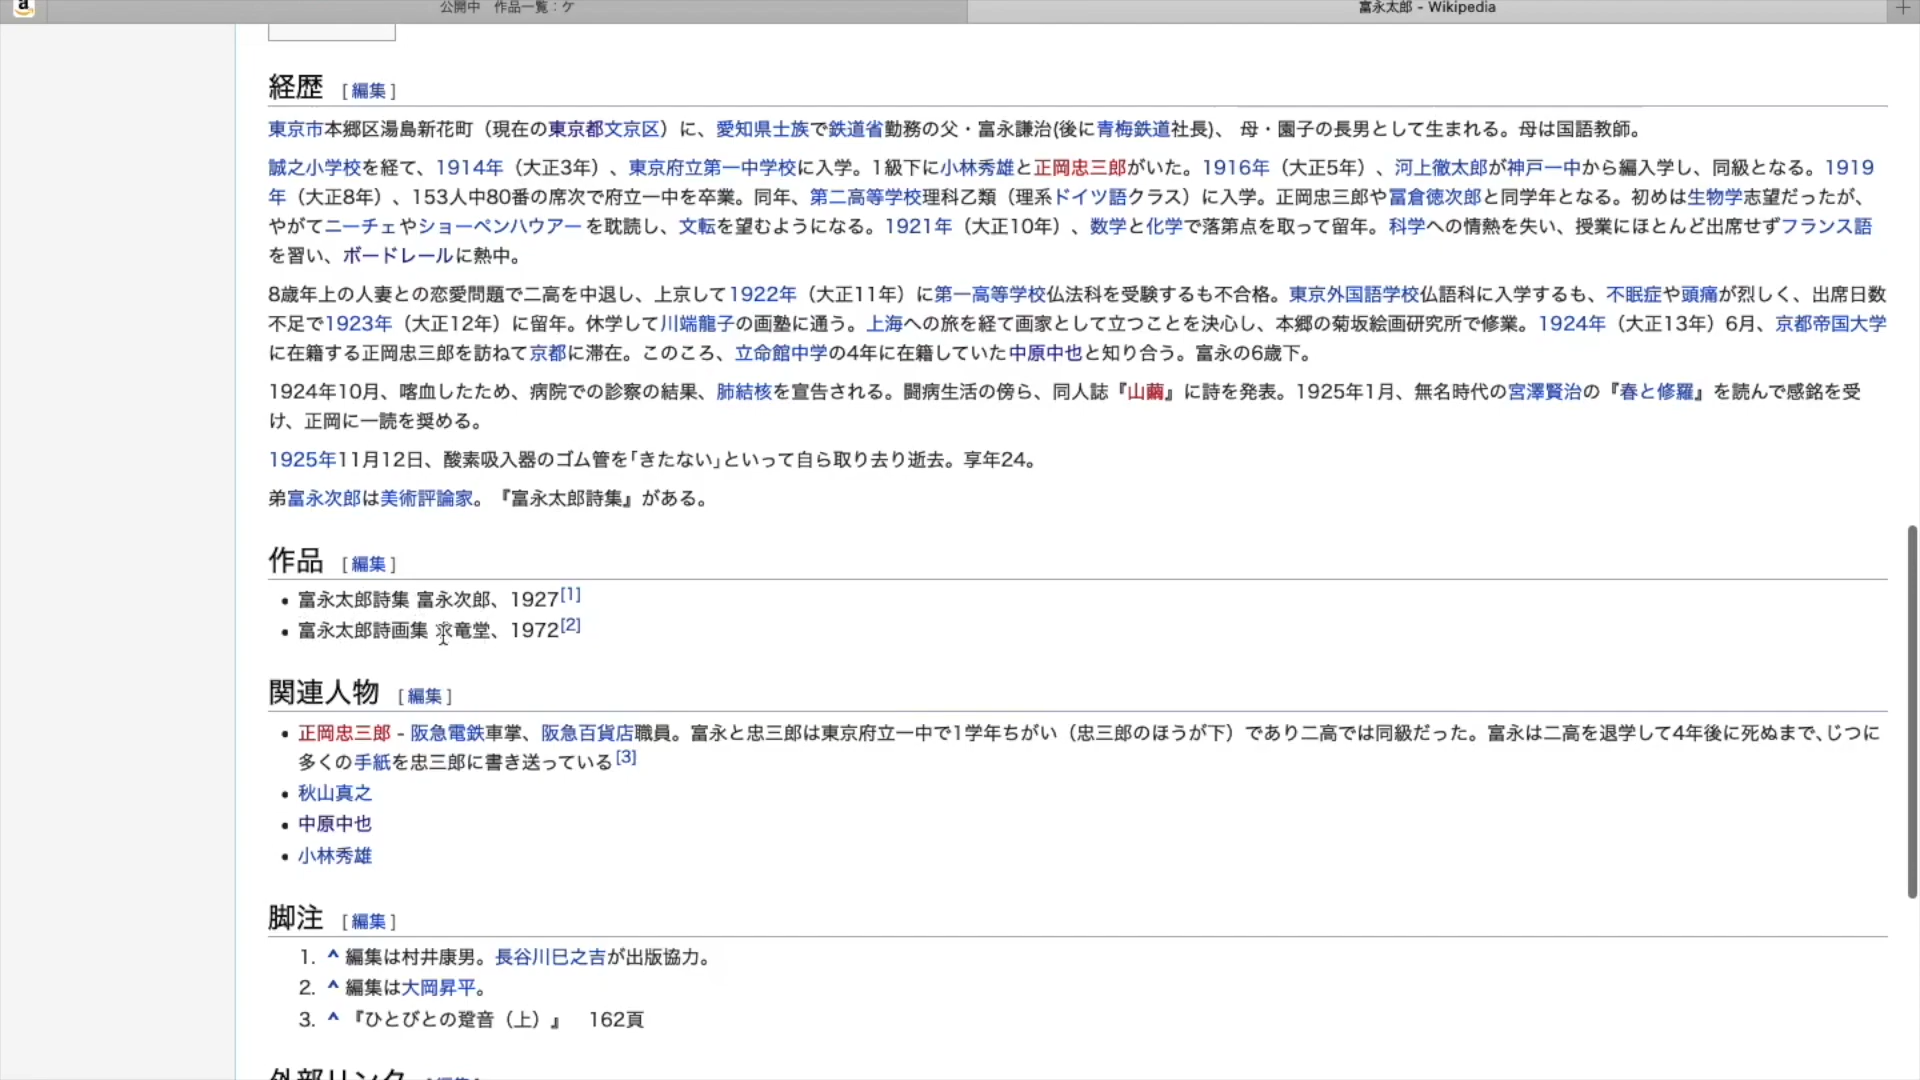 a
公開中 作品一覧：ケ
富永太郎 - Wikipedia
経歴 [ 編集 ]
東京市本郷区湯島新花町（現在の東京都文京区）に、愛知県士族で鉄道省勤務の父・富永謙治(後に青梅鉄道社長)、 母・園子の長男として生まれる。母は国語教師。
誠之小学校を経て、1914年（大正3年）、東京府立第一中学校に入学。1級下に小林秀雄と正岡忠三郎がいた。1916年（大正5年）、河上徹太郎が神戸一中から編入学し、同級となる。1919
年（大正8年）、153人中80番の席次で府立一中を卒業。同年、第二高等学校理科乙類（理系ドイツ語クラス）に入学。正岡忠三郎や冨倉徳次郎と同学年となる。初めは生物学志望だったが、
やがてニーチェやショーペンハウアーを耽読し、文転を望むようになる。1921年（大正10年）、数学と化学で落第点を取って留年。科学への情熱を失い、授業にほとんど出席せずフランス語
を習い、ボードレールに熱中。
8歳年上の人妻との恋愛問題で二高を中退し、上京して1922年（大正11年）に第一高等学校仏法科を受験するも不合格。東京外国語学校仏語科に入学するも、不眠症や頭痛が烈しく、出席日数
不足で1923年（大正12年）に留年。休学して川端龍子の画塾に通う。上海への旅を経て画家として立つことを決心し、本郷の菊坂絵画研究所で修業。1924年（大正13年）6月、京都帝国大学
に在籍する正岡忠三郎を訪ねて京都に滞在。このころ、立命館中学の4年に在籍していた中原中也と知り合う。富永の6歳下。
1924年10月、喀血したため、病院での診察の結果、肺結核を宣告される。闘病生活の傍ら、同人誌『山繭』に詩を発表。1925年1月、無名時代の宮澤賢治の『春と修羅』を読んで感銘を受
け、正岡に一読を奨める。
1925年11月12日、酸素吸入器のゴム管を「きたない」といって自ら取り去り逝去。享年24。
弟富永次郎は美術評論家。『富永太郎詩集』がある。
作品 [ 編集 ]
富永太郎詩集 富永次郎、1927[1]
富永太郎詩画集 求竜堂、1972[2]
関連人物 [ 編集 ]
正岡忠三郎 - 阪急電鉄車掌、阪急百貨店職員。富永と忠三郎は東京府立一中で1学年ちがい（忠三郎のほうが下）であり二高では同級だった。富永は二高を退学して4年後に死ぬまで、じつに
多くの手紙を忠三郎に書き送っている[3]
秋山真之
中原中也
小林秀雄
脚注 [ 編集 ]
1. ^ 編集は村井康男。長谷川巳之吉が出版協力。
2. ^ 編集は大岡昇平。
3. ^ 『ひとびとの跫音（上）』 162頁
外部リンク [ 編集 ]